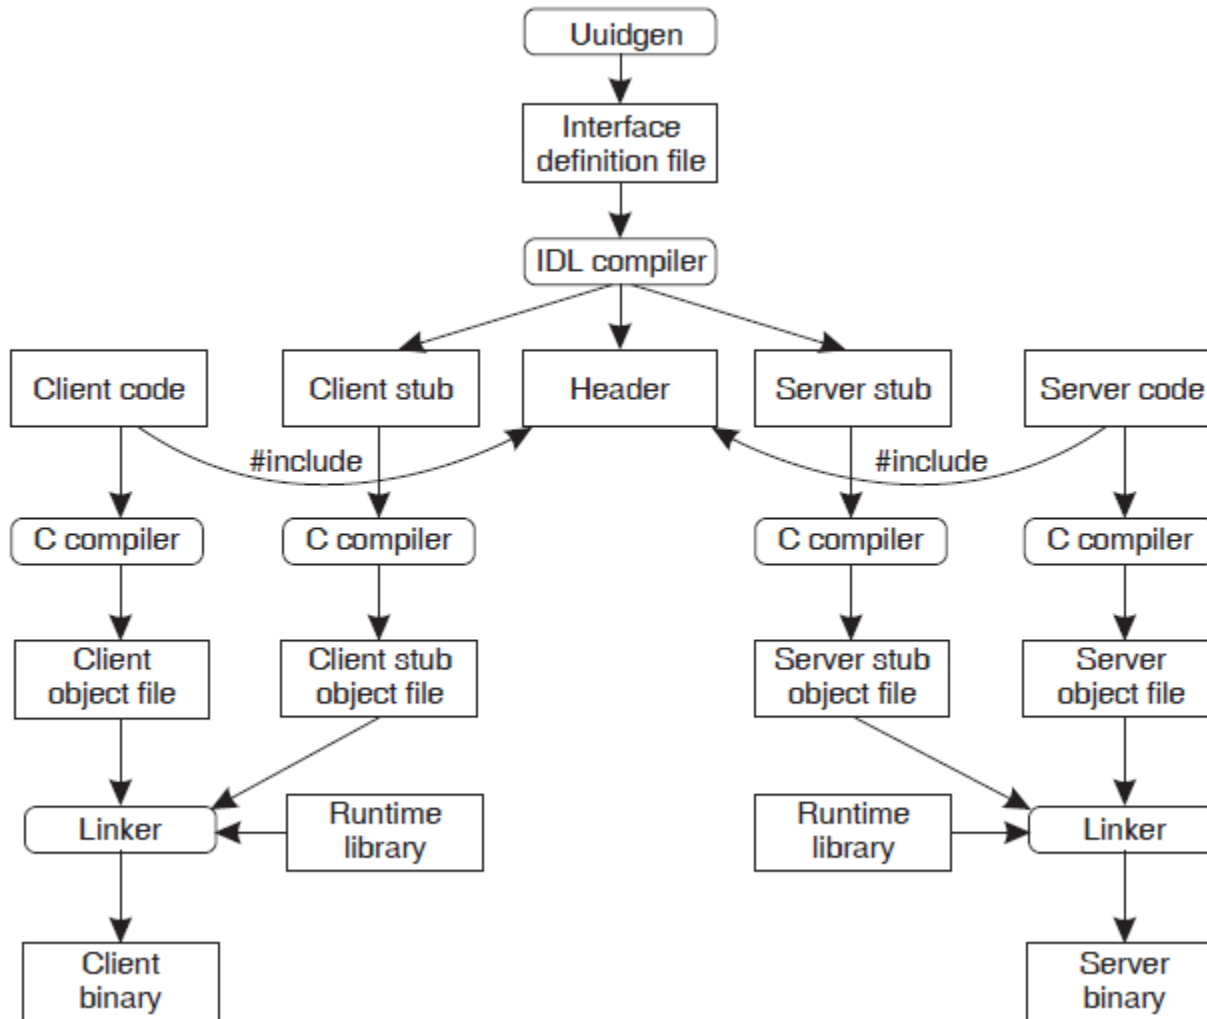 Uuidgen
Interface
definition file
IDL compiler
Client code
Client stub
Header
Server stub
Server code
#include
#include
C compiler
C compiler
C compiler
C compiler
Client
object file
Client stub
object file
Server stub
object file
Server
object file
Linker
Runtime
library
Runtime
library
Linker
Client
binary
Server
binary